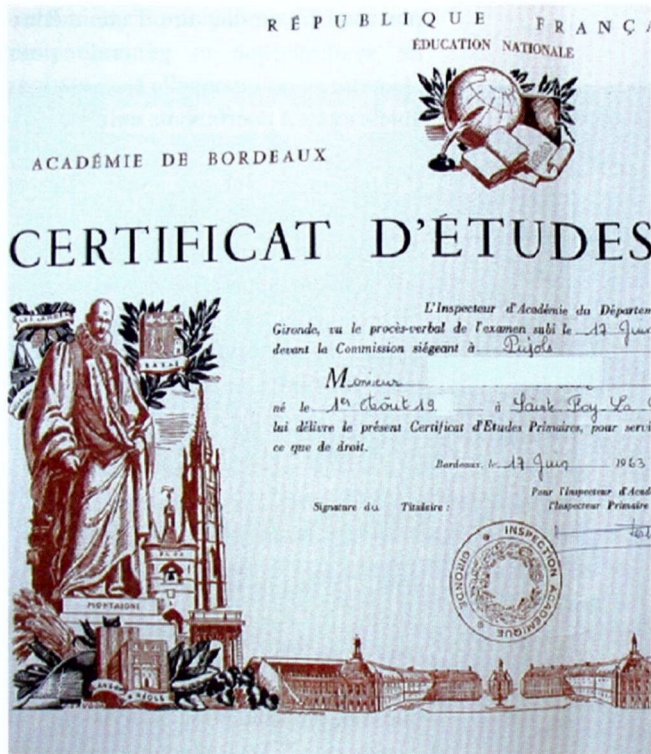 RÉPUBLIQUE FRANÇA
ÉDUCATION NATIONALE
ACADÉMIE DE BORDEAUX
CERTIFICAT D'ÉTUDES
L'Inspecteur d'Académie du Départem
Gironde, vu le procès-verbal de l'examen subi le 17 Juin
devant la Commission siégeant à Pujols
Monsieur
né le 1er Août 19 à Sainte Foy La
lui délivre le présent Certificat d'Etudes Primaires, pour servi
ce que de droit.
Bordeaux, le 17 Juin 1963
Pour l'Inspecteur d'Acad
Signature du Titulaire :
l'Inspecteur Primaire
INSPECTION ACADÉMIQUE
GIRONDE
MONTAIGNE